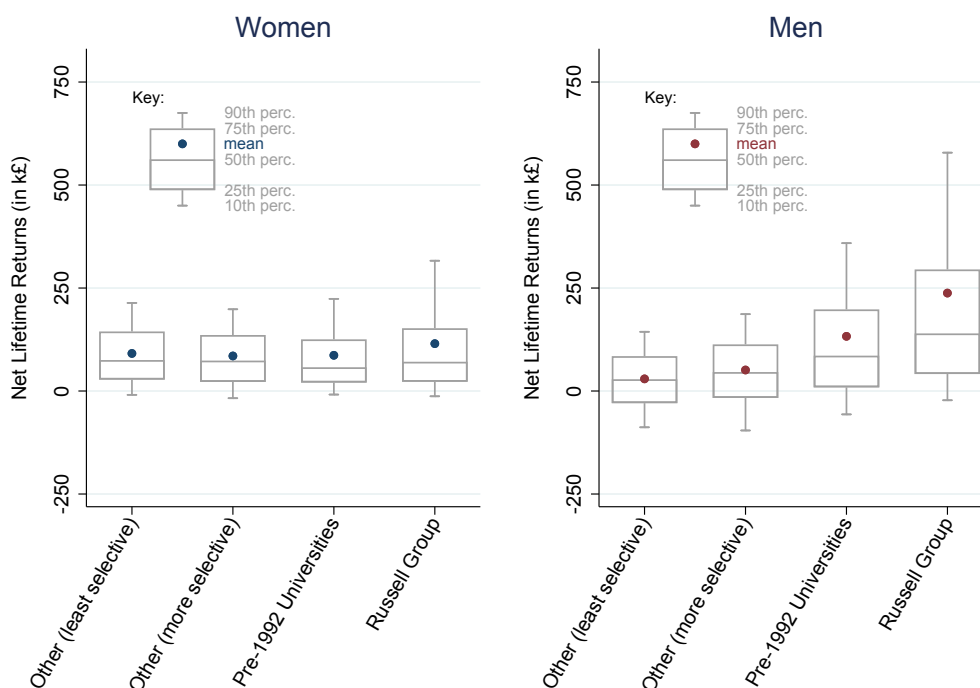 Women
Net Lifetime Returns (in k£)
750
500
250
0
-250
Key:
90th perc.
75th perc.
mean
50th perc.
25th perc.
10th perc.
Other (least selective)
Other (more selective)
Pre-1992 Universities
Russell Group
Men
Net Lifetime Returns (in k£)
750
500
250
0
-250
Key:
90th perc.
75th perc.
mean
50th perc.
25th perc.
10th perc.
Other (least selective)
Other (more selective)
Pre-1992 Universities
Russell Group